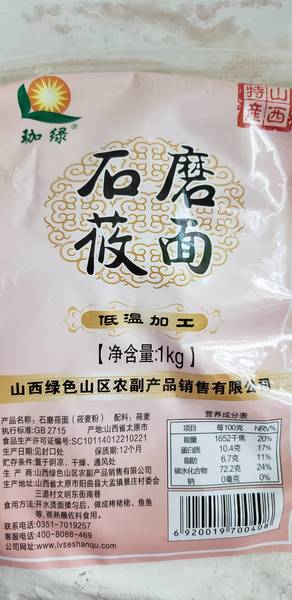 珈绿®
山西
特产
石磨
莜面
低温加工
【净含量:1kg】
山西绿色山区农副产品销售有限公司
产品名称：石磨莜面（莜麦粉） 配料：莜麦
执行标准:GB 2715 产地:山西省太原市
食品生产许可证编号:SC10114012210221
生产日期:见封口处 保质期:12个月
贮存条件:置于阴凉、干燥、通风处
生产商:山西绿色山区农副产品销售有限公司
地址:山西省太原市阳曲县大盂镇景庄村委会
三道村文明东街南巷
食用方法:开水烫面揉匀后，做成栲栳栳、鱼鱼
等，蒸熟蘸佐料食用。
联系电话:0351-7019257
全国服务热线：400-8088-469
公司网址:www.lvseshanqu.com
营养成分表
项目 每100克 NRV%
能量 1652千焦 20%
蛋白质 10.4克 17%
脂肪 6.7克 11%
碳水化合物 72.2克 24%
钠 0毫克 0%
6 920019 700408